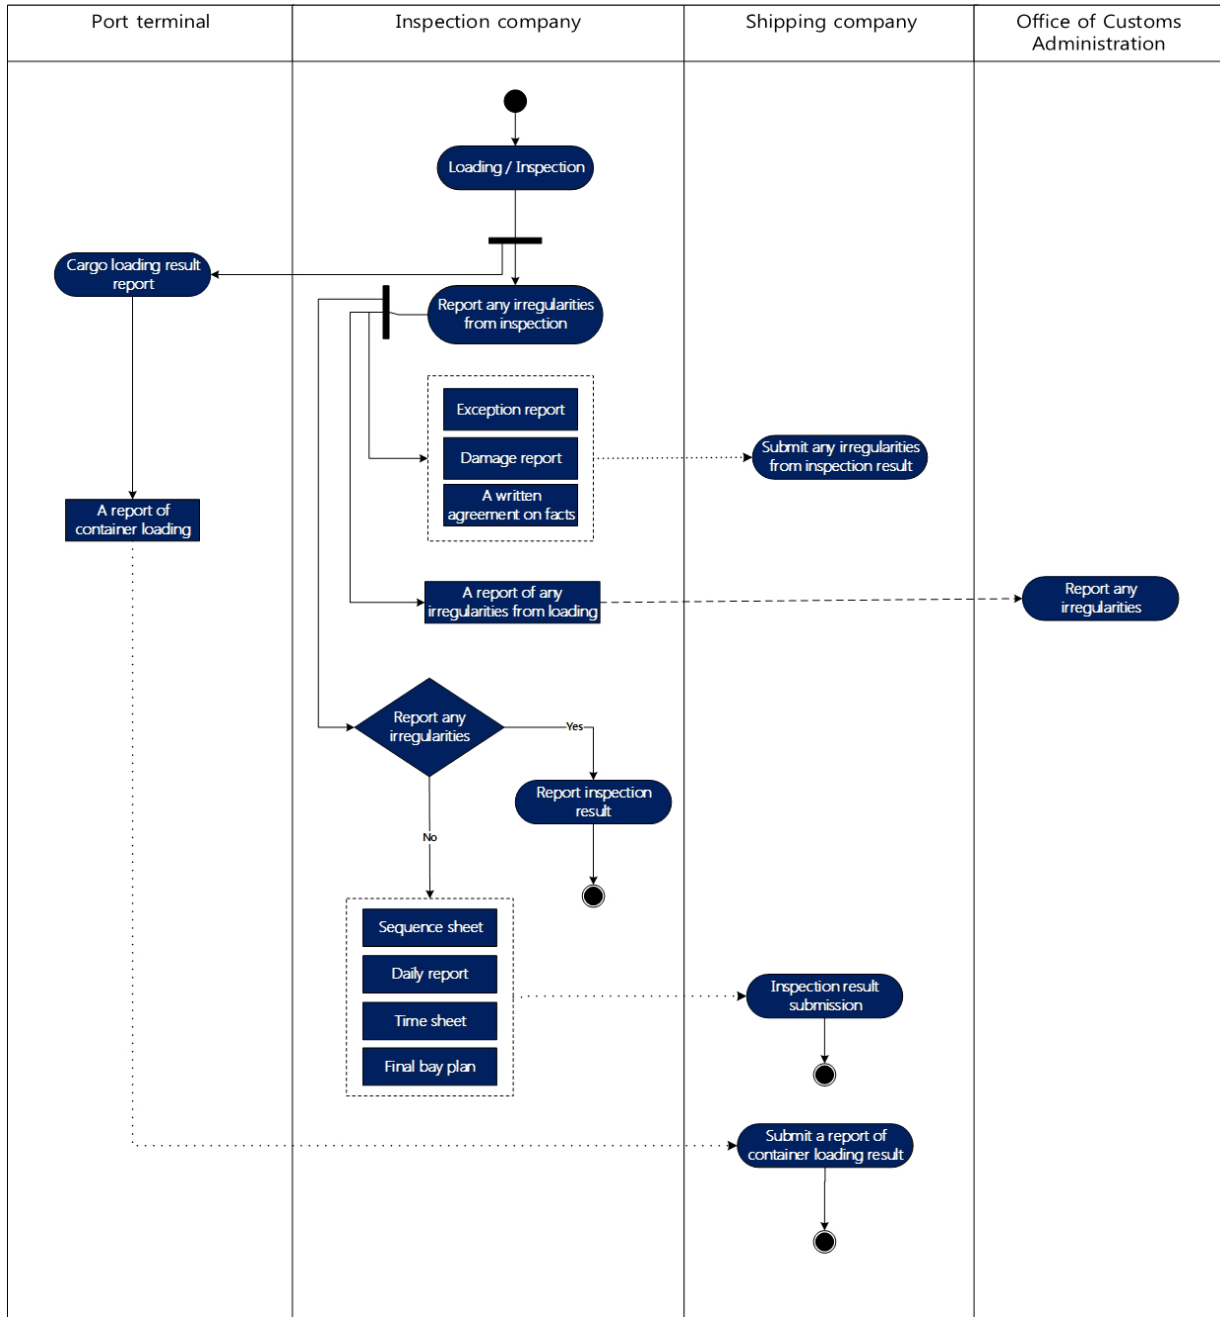 Port terminal
Inspection company
Shipping company
Office of Customs
Administration
Loading / Inspection
Cargo loading result
report
Report any irregularities
from inspection
Exception report
Damage report
A written
agreement on facts
Submit any irregularities
from inspection result
A report of
container loading
A report of any
irregularities from loading
Report any
irregularities
Report any
irregularities
Yes
Report inspection
result
No
Sequence sheet
Daily report
Time sheet
Final bay plan
Inspection result
submission
Submit a report of
container loading result